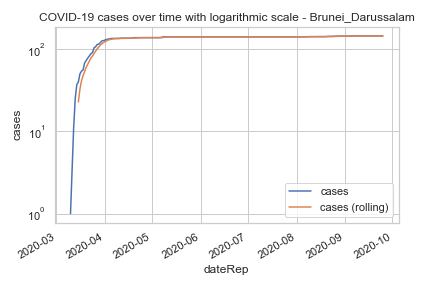 COVID-19 cases over time with logarithmic scale - Brunei_Darussalam
cases
10²
10¹
10⁰
cases
cases (rolling)
2020-03
2020-04
2020-05
2020-06
2020-07
2020-08
2020-09
2020-10
dateRep